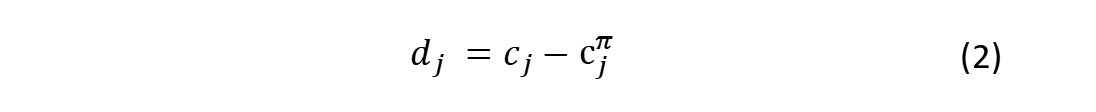 d_j = c_j − c_j^π (2)